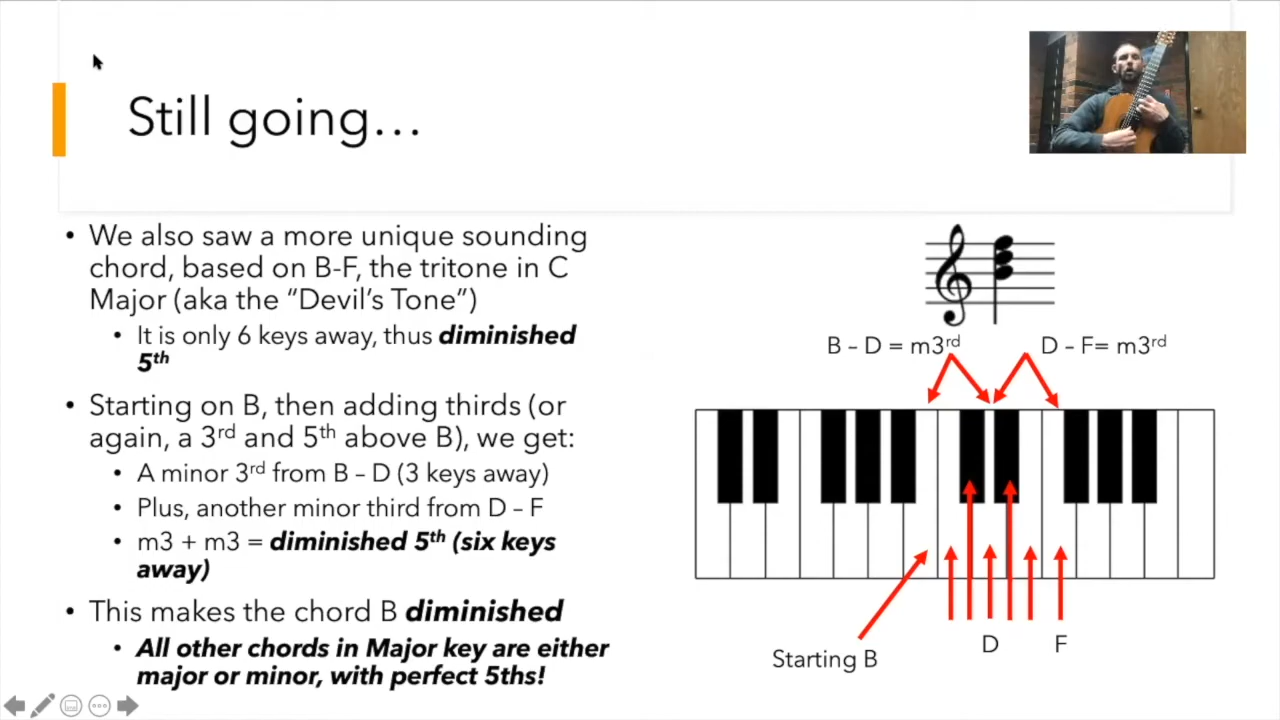 Still going…
• We also saw a more unique sounding
chord, based on B-F, the tritone in C
Major (aka the “Devil’s Tone”)
• It is only 6 keys away, thus diminished
5th
• Starting on B, then adding thirds (or
again, a 3rd and 5th above B), we get:
• A minor 3rd from B – D (3 keys away)
• Plus, another minor third from D – F
• m3 + m3 = diminished 5th (six keys
away)
• This makes the chord B diminished
• All other chords in Major key are either
major or minor, with perfect 5ths!
B – D = m3rd
D – F= m3rd
D
F
Starting B